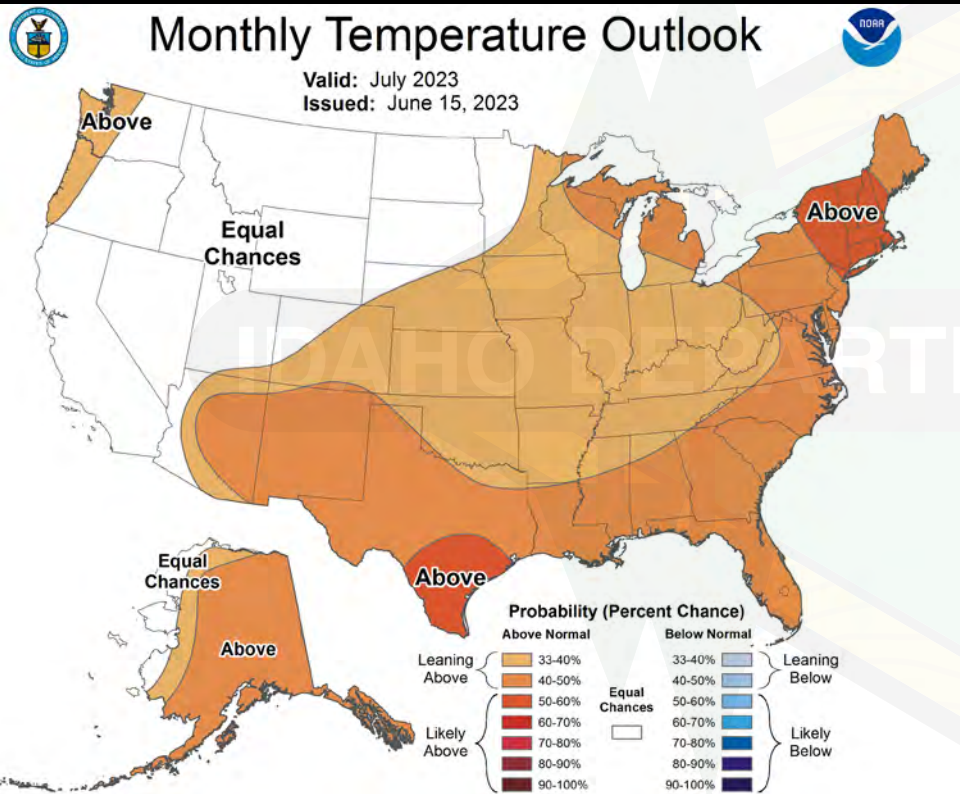 Monthly Temperature Outlook
NOAA
Valid: July 2023
Issued: June 15, 2023
Above
Equal
Chances
Above
IDAHO DEPART
Equal
Chances
Above
Above
Probability (Percent Chance)
Above Normal
Below Normal
Leaning
Above
33-40%
40-50%
50-60%
60-70%
70-80%
80-90%
90-100%
Likely
Above
Equal
Chances
33-40%
40-50%
50-60%
60-70%
70-80%
80-90%
90-100%
Leaning
Below
Likely
Below